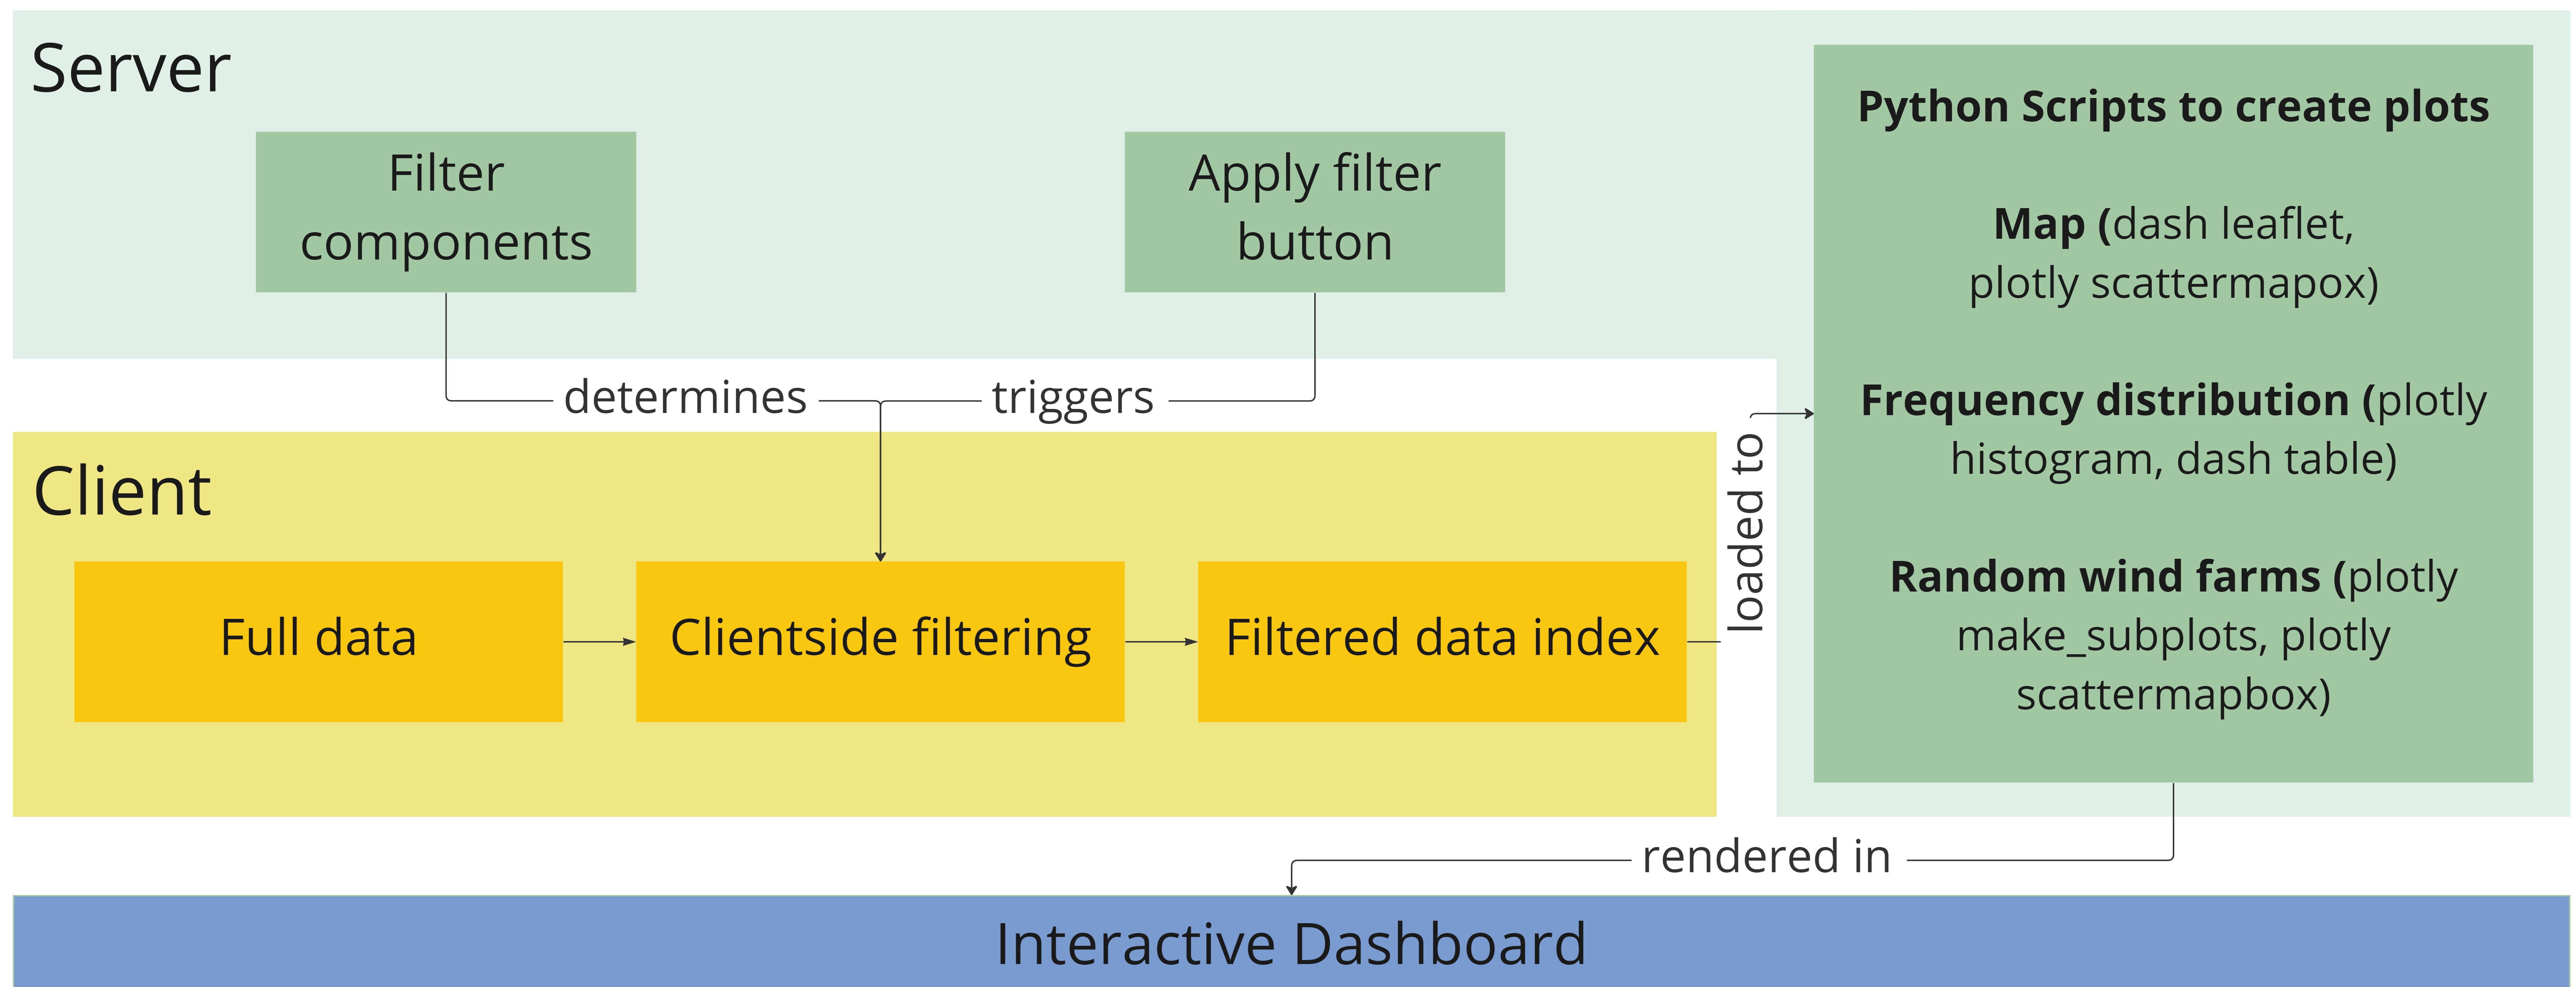 Server
Filter
components
Apply filter
button
Python Scripts to create plots
Map (dash leaflet,
plotly scattermapox)
Frequency distribution (plotly
histogram, dash table)
Random wind farms (plotly
make_subplots, plotly
scattermapbox)
determines
triggers
loaded to
Client
Full data
Clientside filtering
Filtered data index
rendered in
Interactive Dashboard